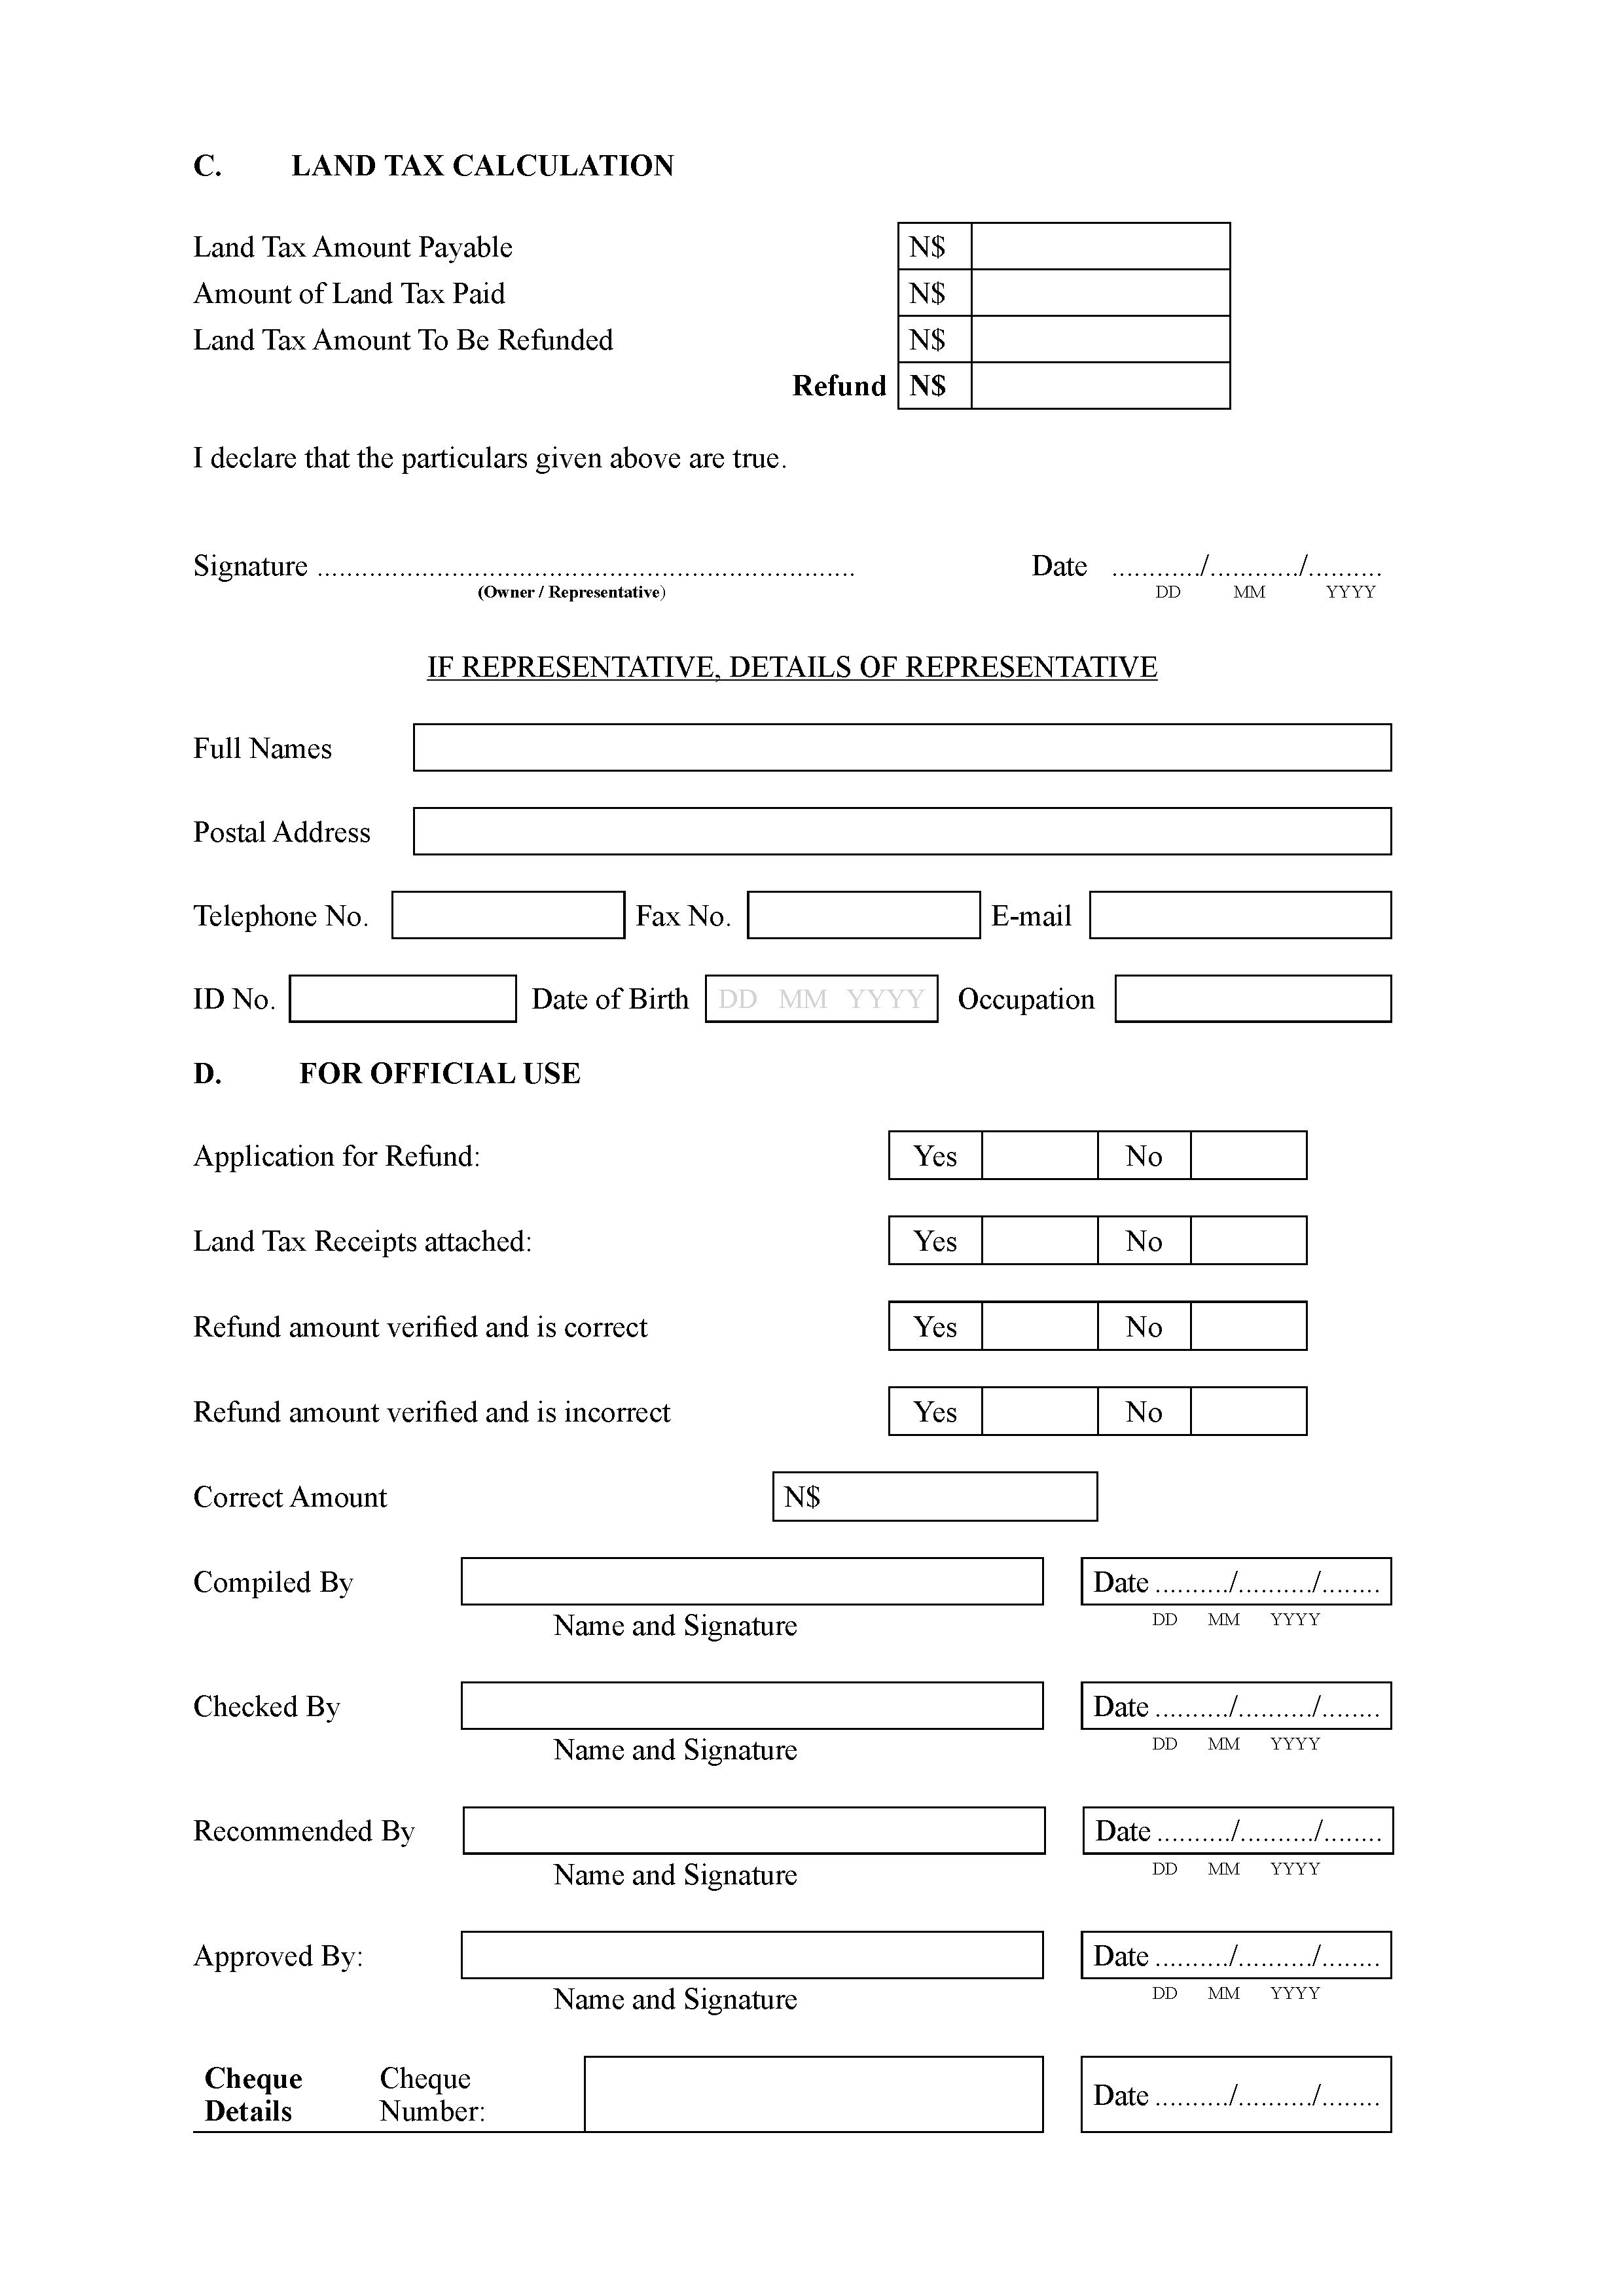 C. LAND TAX CALCULATION
Land Tax Amount Payable N$
Amount of Land Tax Paid N$
Land Tax Amount To Be Refunded N$
Refund N$
I declare that the particulars given above are true.
Signature ........................................................................ Date ............/............/..........
(Owner / Representative) DD MM YYYY
IF REPRESENTATIVE, DETAILS OF REPRESENTATIVE
Full Names
Postal Address
Telephone No. Fax No. E-mail
ID No. Date of Birth DD MM YYYY Occupation
D. FOR OFFICIAL USE
Application for Refund: Yes No
Land Tax Receipts attached: Yes No
Refund amount verified and is correct Yes No
Refund amount verified and is incorrect Yes No
Correct Amount N$
Compiled By Date ........../........../........
Name and Signature DD MM YYYY
Checked By Date ........../........../........
Name and Signature DD MM YYYY
Recommended By Date ........../........../........
Name and Signature DD MM YYYY
Approved By: Date ........../........../........
Name and Signature DD MM YYYY
Cheque Details Cheque Number: Date ........../........../........